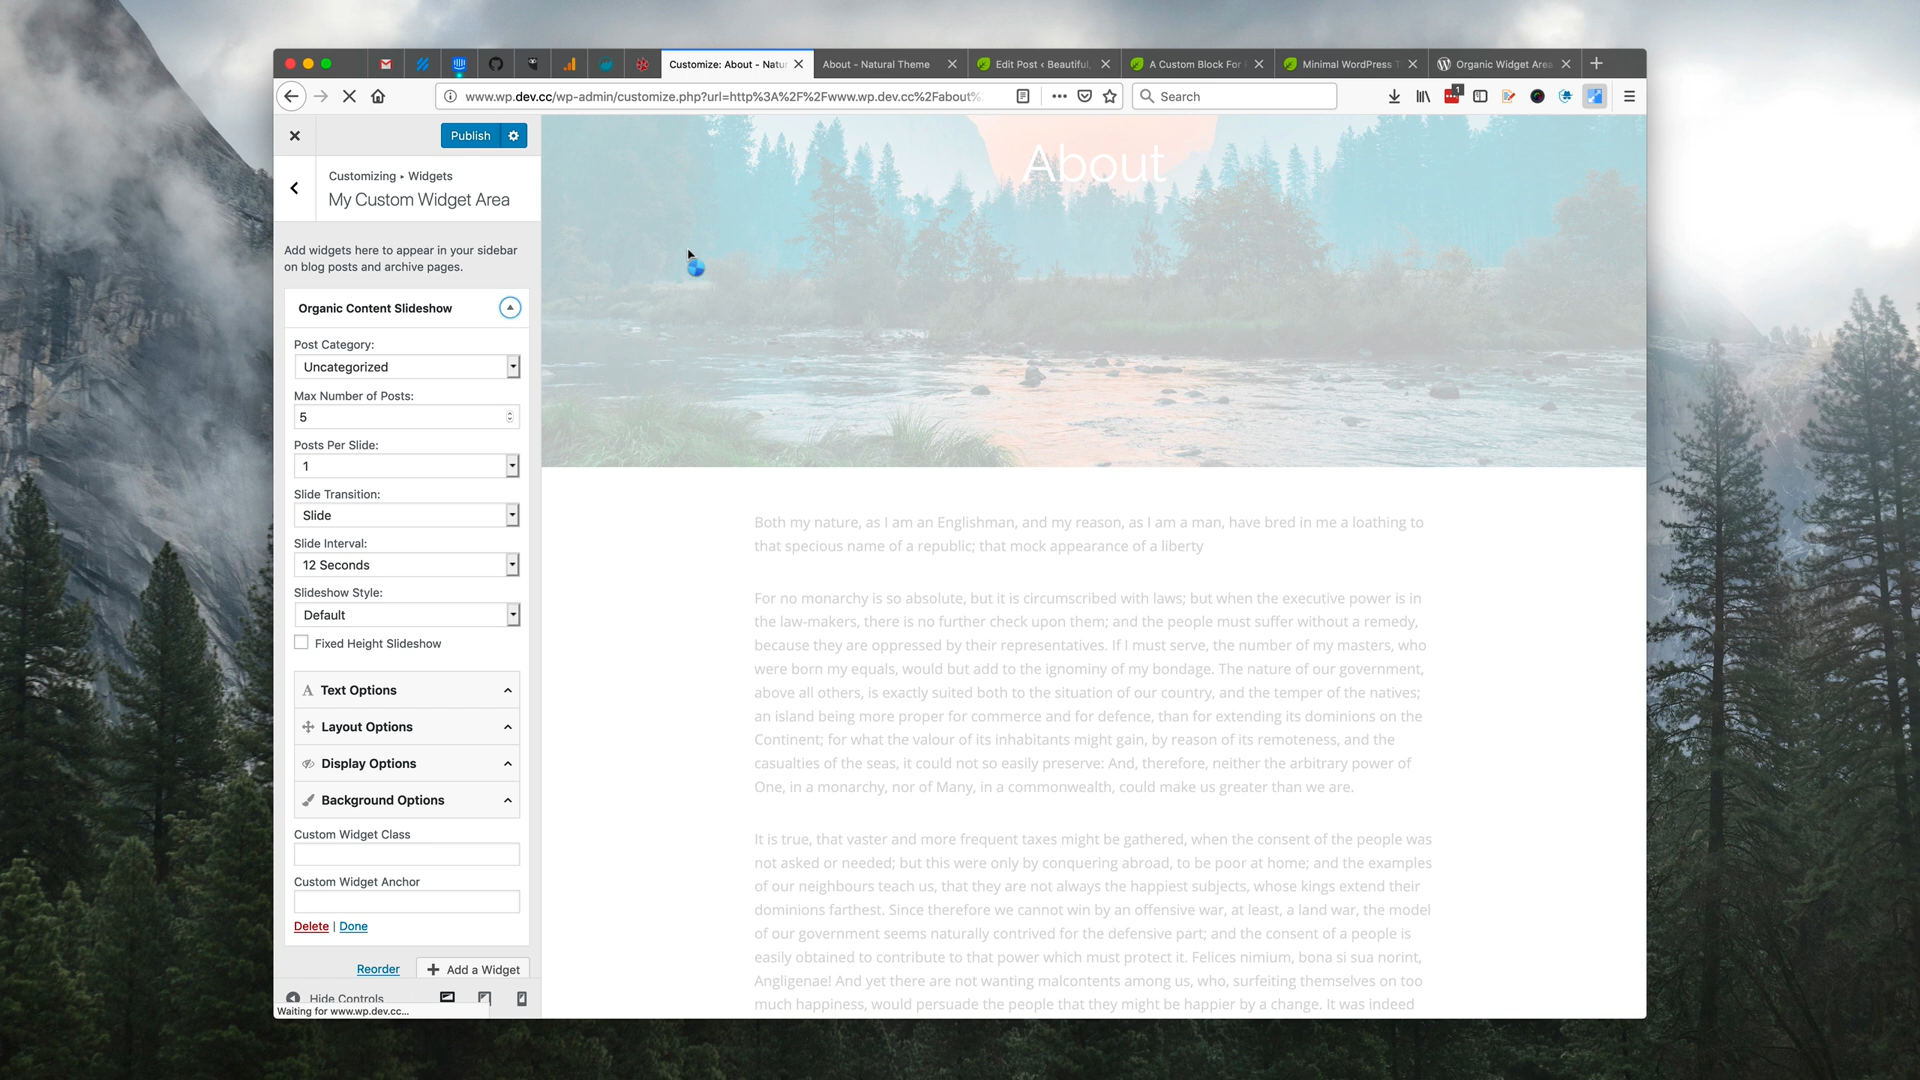 Customize: About - Natur
About - Natural Theme
Edit Post ‹ Beautiful,
A Custom Block For
Minimal WordPress T
Organic Widget Area
www.wp.dev.cc/wp-admin/customize.php?url=http%3A%2F%2Fwww.wp.dev.cc%2Fabout%
Search
1
Publish
Customizing ▸ Widgets
My Custom Widget Area
Add widgets here to appear in your sidebar
on blog posts and archive pages.
Organic Content Slideshow
Post Category:
Uncategorized
Max Number of Posts:
5
Posts Per Slide:
1
Slide Transition:
Slide
Slide Interval:
12 Seconds
Slideshow Style:
Default
Fixed Height Slideshow
Text Options
Layout Options
Display Options
Background Options
Custom Widget Class
Custom Widget Anchor
Delete | Done
Reorder
Add a Widget
Hide Controls
Waiting for www.wp.dev.cc...
About
Both my nature, as I am an Englishman, and my reason, as I am a man, have bred in me a loathing to
that specious name of a republic; that mock appearance of a liberty
For no monarchy is so absolute, but it is circumscribed with laws; but when the executive power is in
the law-makers, there is no further check upon them; and the people must suffer without a remedy,
because they are oppressed by their representatives. If I must serve, the number of my masters, who
were born my equals, would but add to the ignominy of my bondage. The nature of our government,
above all others, is exactly suited both to the situation of our country, and the temper of the natives;
an island being more proper for commerce and for defence, than for extending its dominions on the
Continent; for what the valour of its inhabitants might gain, by reason of its remoteness, and the
casualties of the seas, it could not so easily preserve: And, therefore, neither the arbitrary power of
One, in a monarchy, nor of Many, in a commonwealth, could make us greater than we are.
It is true, that vaster and more frequent taxes might be gathered, when the consent of the people was
not asked or needed; but this were only by conquering abroad, to be poor at home; and the examples
of our neighbours teach us, that they are not always the happiest subjects, whose kings extend their
dominions farthest. Since therefore we cannot win by an offensive war, at least, a land war, the model
of our government seems naturally contrived for the defensive part; and the consent of a people is
easily obtained to contribute to that power which must protect it. Felices nimium, bona si sua norint,
Angligenae! And yet there are not wanting malcontents among us, who, surfeiting themselves on too
much happiness, would persuade the people that they might be happier by a change. It was indeed